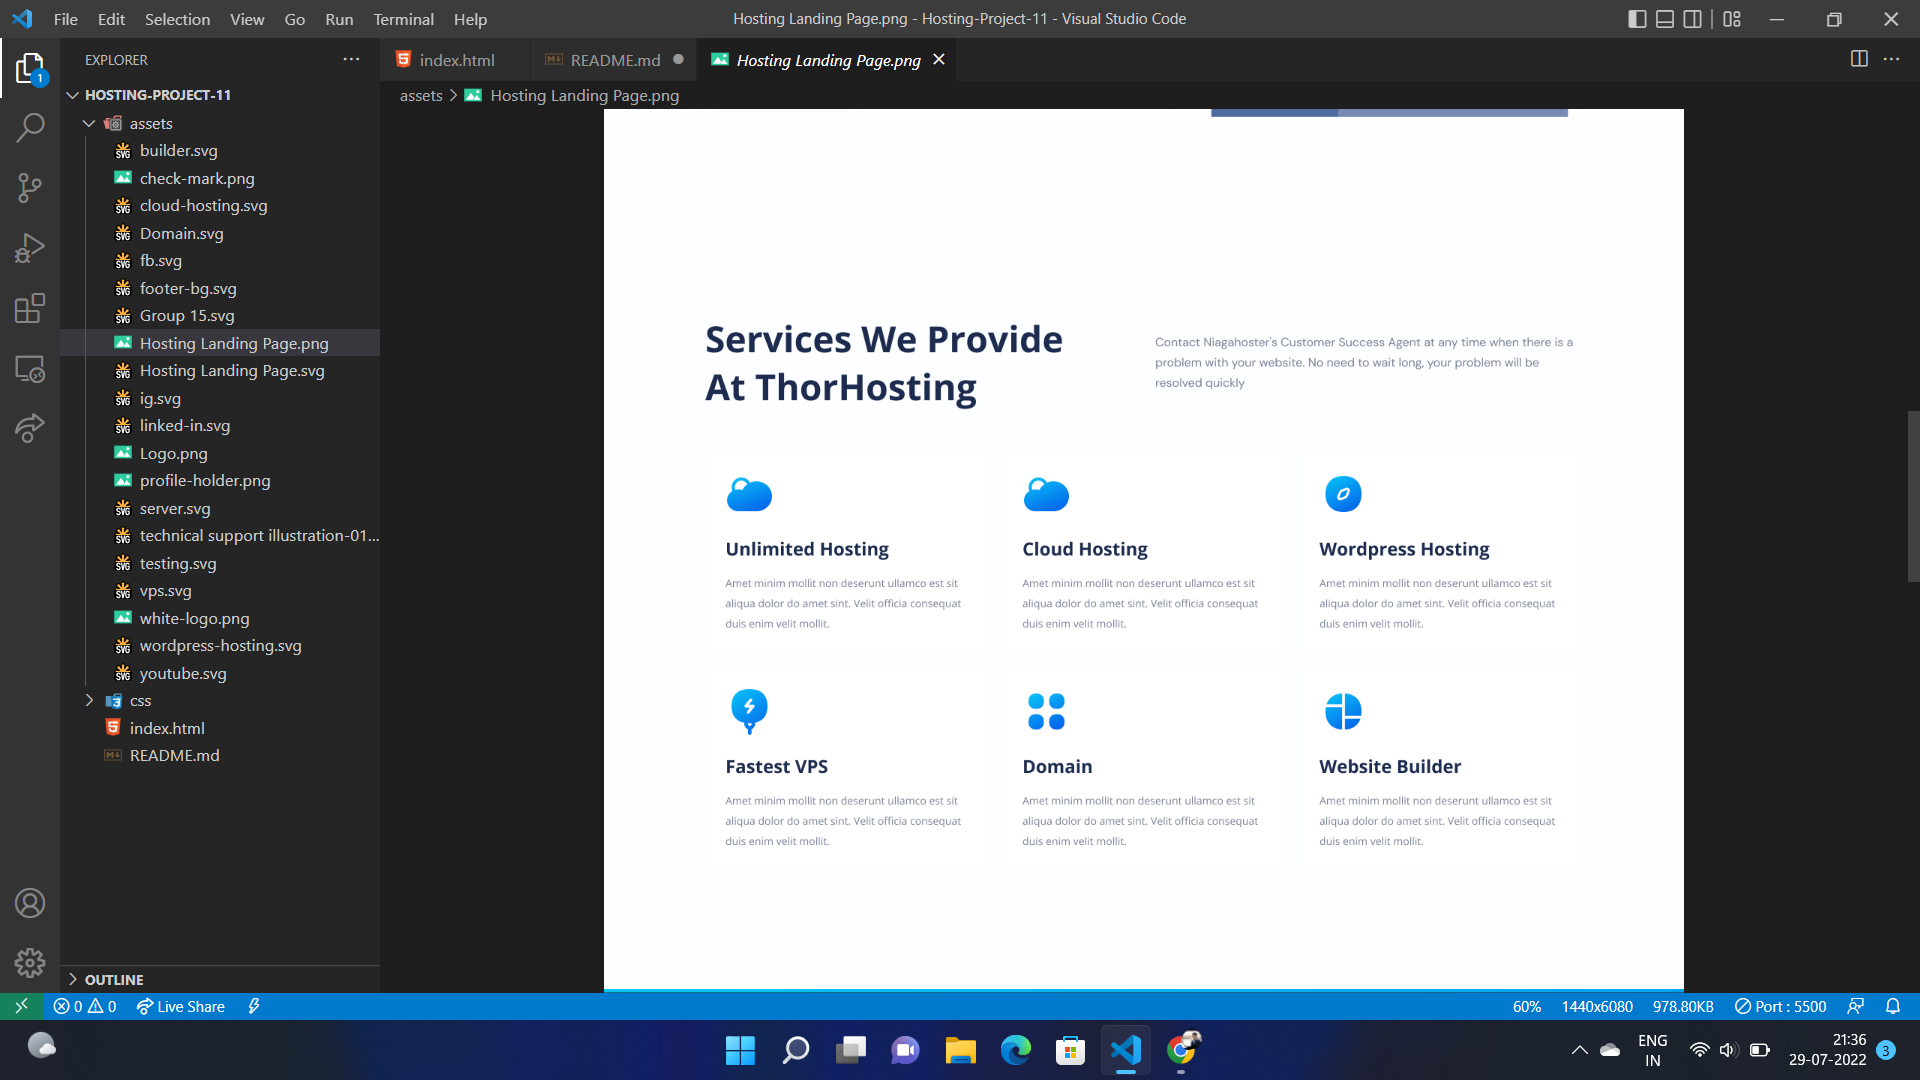 File Edit Selection View Go Run Terminal Help
Hosting Landing Page.png - Hosting-Project-11 - Visual Studio Code
EXPLORER
index.html
README.md
Hosting Landing Page.png
assets
Hosting Landing Page.png
1
HOSTING-PROJECT-11
assets
builder.svg
check-mark.png
cloud-hosting.svg
Domain.svg
fb.svg
footer-bg.svg
Group 15.svg
Hosting Landing Page.png
Hosting Landing Page.svg
ig.svg
linked-in.svg
Logo.png
profile-holder.png
server.svg
technical support illustration-01...
testing.svg
vps.svg
white-logo.png
wordpress-hosting.svg
youtube.svg
css
index.html
README.md
OUTLINE
Services We Provide
At ThorHosting
Contact Niagahoster's Customer Success Agent at any time when there is a
problem with your website. No need to wait long, your problem will be
resolved quickly
Unlimited Hosting
Amet minim mollit non deserunt ullamco est sit
aliqua dolor do amet sint. Velit officia consequat
duis enim velit mollit.
Cloud Hosting
Amet minim mollit non deserunt ullamco est sit
aliqua dolor do amet sint. Velit officia consequat
duis enim velit mollit.
Wordpress Hosting
Amet minim mollit non deserunt ullamco est sit
aliqua dolor do amet sint. Velit officia consequat
duis enim velit mollit.
Fastest VPS
Amet minim mollit non deserunt ullamco est sit
aliqua dolor do amet sint. Velit officia consequat
duis enim velit mollit.
Domain
Amet minim mollit non deserunt ullamco est sit
aliqua dolor do amet sint. Velit officia consequat
duis enim velit mollit.
Website Builder
Amet minim mollit non deserunt ullamco est sit
aliqua dolor do amet sint. Velit officia consequat
duis enim velit mollit.
0 0 Live Share
60% 1440x6080 978.80KB Port : 5500
ENG
IN
21:36
29-07-2022
3